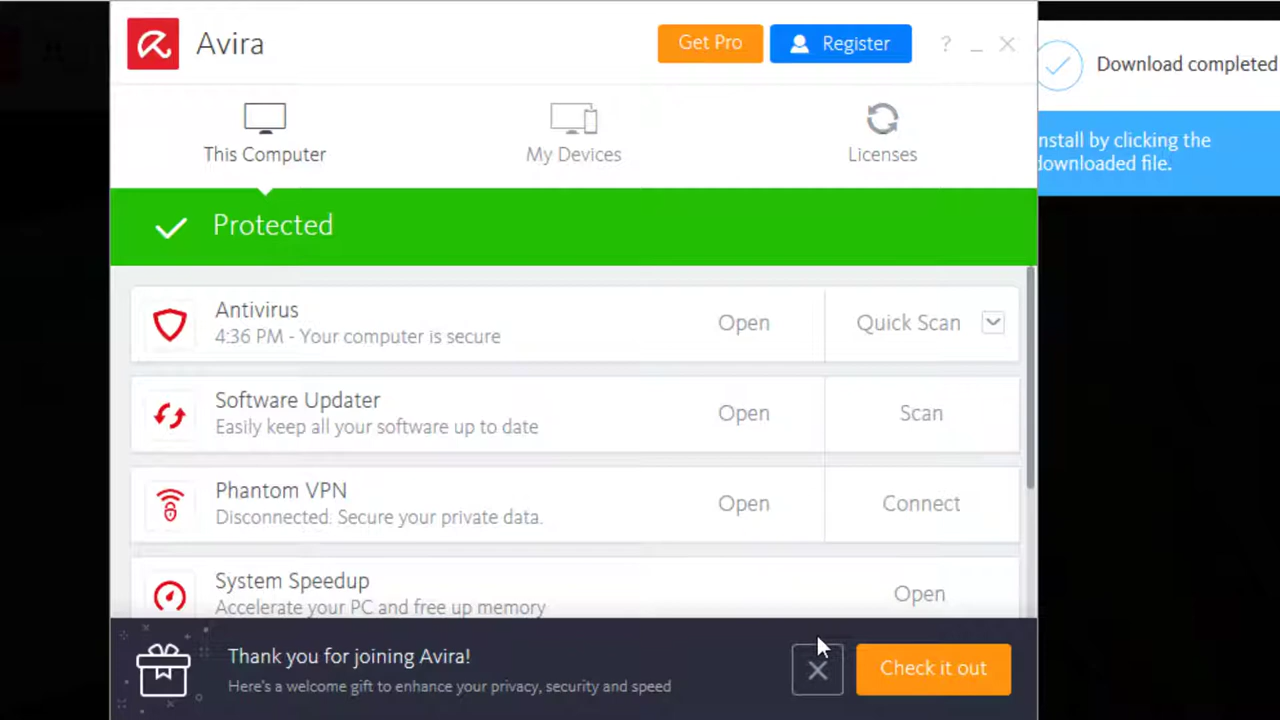 Avira
Get Pro
Register
?
Download completed
This Computer
My Devices
Licenses
nstall by clicking the
downloaded file.
Protected
Antivirus
4:36 PM - Your computer is secure
Open
Quick Scan
Software Updater
Easily keep all your software up to date
Open
Scan
Phantom VPN
Disconnected: Secure your private data.
Open
Connect
System Speedup
Accelerate your PC and free up memory
Open
Thank you for joining Avira!
Here's a welcome gift to enhance your privacy, security and speed
Check it out